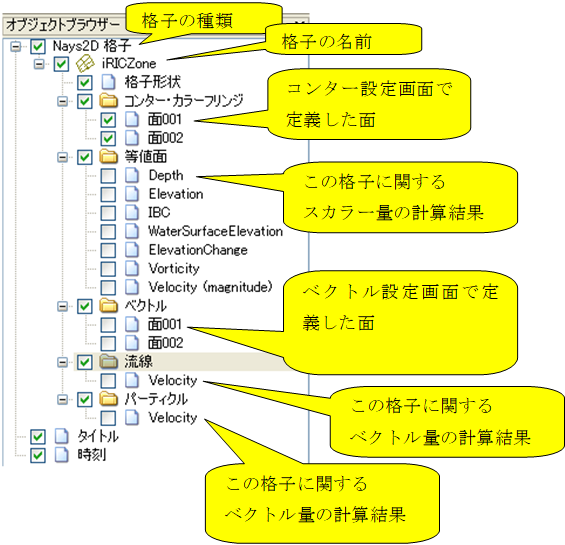 オブジェクトブラウザー
格子の種類
Nays2D 格子
格子の名前
iRICZone
格子形状
コンター・カラーフリンジ
コンター設定画面で
定義した面
面001
面002
等値面
Depth
この格子に関する
スカラー量の計算結果
Elevation
IBC
WaterSurfaceElevation
ElevationChange
Vorticity
Velocity (magnitude)
ベクトル設定画面で定
義した面
ベクトル
面001
面002
流線
Velocity
この格子に関する
ベクトル量の計算結果
パーティクル
Velocity
タイトル
時刻
この格子に関する
ベクトル量の計算結果